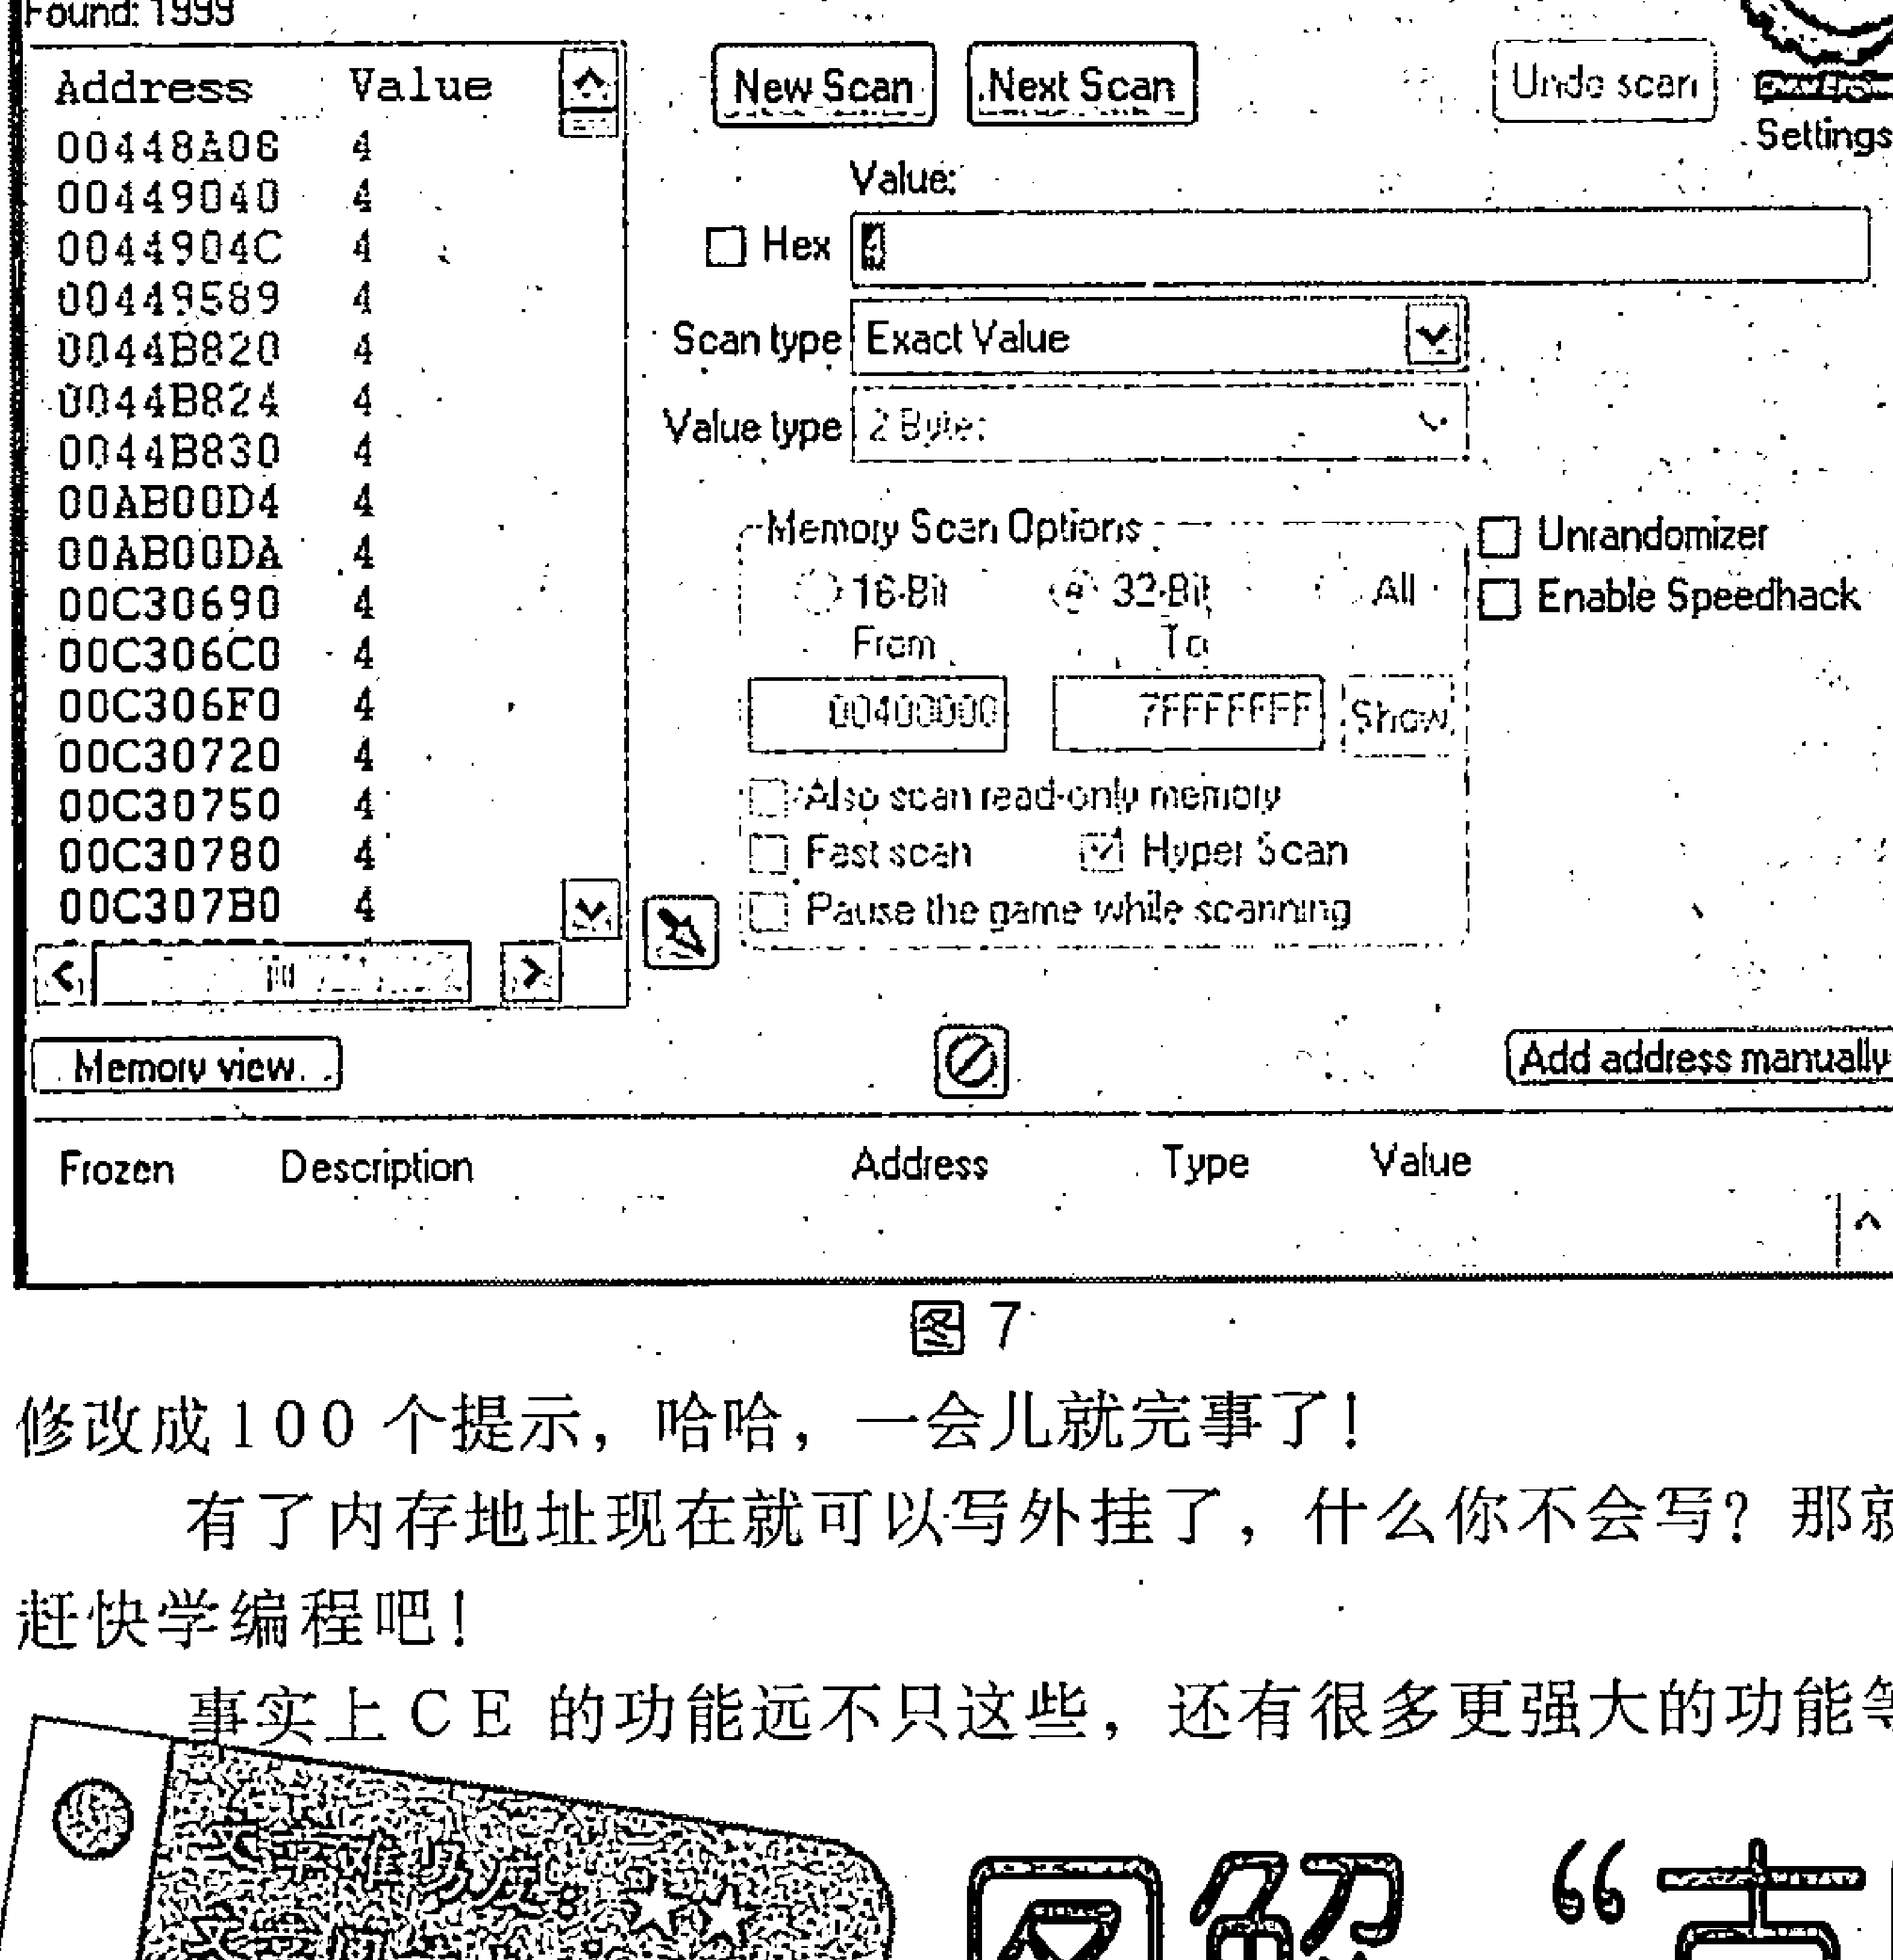 Found: 1999
Address Value
00448A08 4
00449040 4
0044904C 4
00449589 4
0044B820 4
0044B824 4
0044B830 4
00AB00D4 4
00AB00DA 4
00C30690 4
00C306C0 4
00C306F0 4
00C30720 4
00C30750 4
00C30780 4
00C307B0 4
New Scan Next Scan Undo scan
Settings
Value:
Hex 4
Scan type Exact Value
Value type 2 Bytes
Memory Scan Options
16-Bit 32-Bit All
From To
00400000 7FFFFFFF Show
Also scan read-only memory
Fast scan Hyper Scan
Pause the game while scanning
Unrandomizer
Enable Speedhack
Memory view
Add address manually
Frozen Description Address Type Value
图 7
修改成100个提示，哈哈，一会儿就完事了！
有了内存地址现在就可以写外挂了，什么你不会写？那就
赶快学编程吧！
事实上CE的功能远不只这些，还有很多更强大的功能等